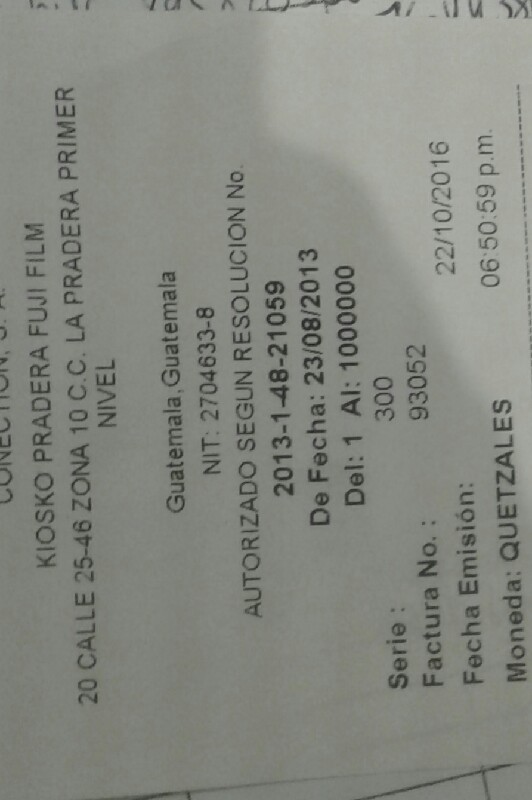 KIOSKO PRADERA FUJI FILM
20 CALLE 25-46 ZONA 10 C.C. LA PRADERA PRIMER
NIVEL
Guatemala,Guatemala
NIT: 2704633-8
AUTORIZADO SEGUN RESOLUCION No.
2013-1-48-21059
De Fecha: 23/08/2013
Del: 1 Al: 1000000
Serie : 300
Factura No. : 93052
Fecha Emisión: 22/10/2016
06:50:59 p.m.
Moneda: QUETZALES